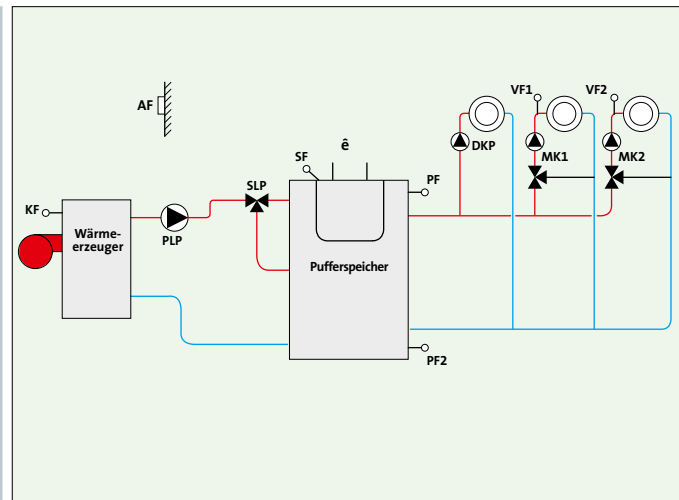 AF
VF1
VF2
SF
ê
DKP
MK1
MK2
KF
SLP
PF
PLP
Wärme-
erzeuger
Pufferspeicher
PF2